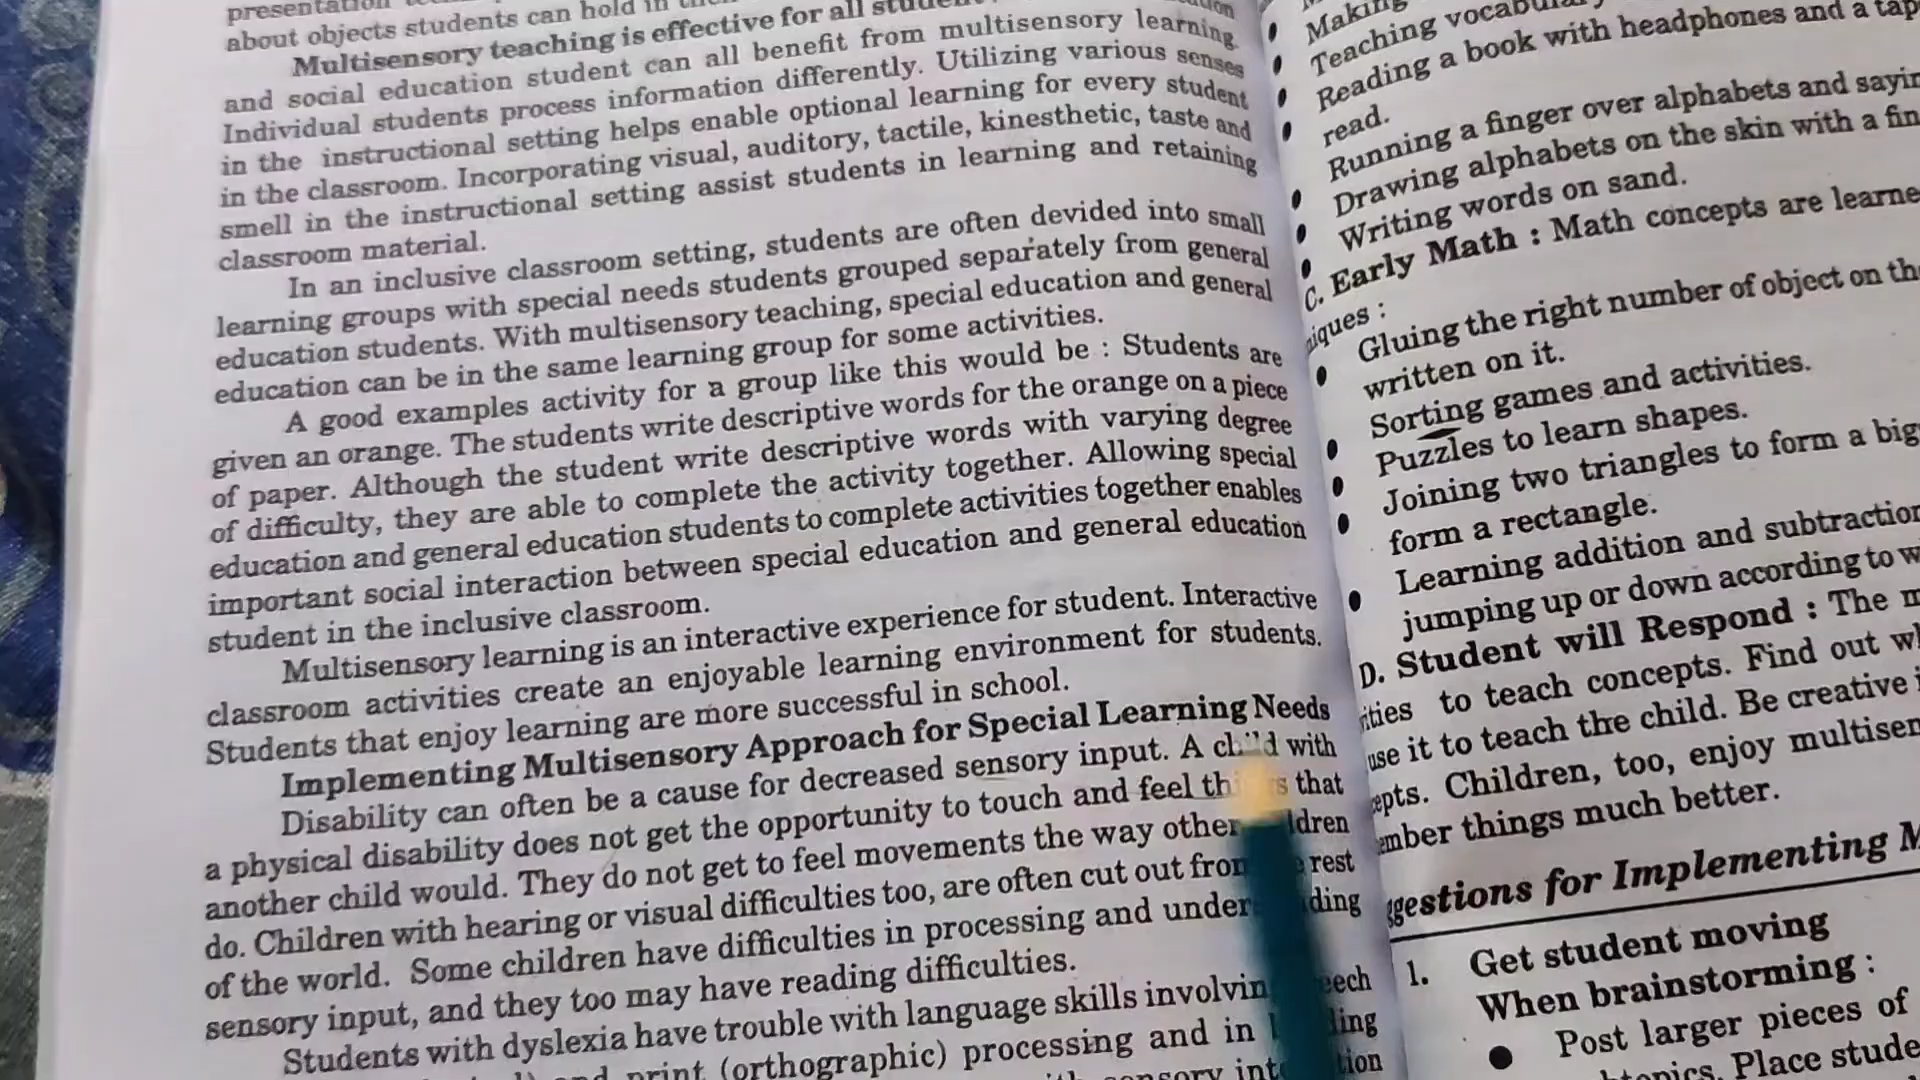 presentation
about objects students can hold in
Multisensory teaching is effective for all
and social education student can all benefit from multisensory learning.
Individual students process information differently. Utilizing various senses
in the instructional setting helps enable optional learning for every student
in the classroom. Incorporating visual, auditory, tactile, kinesthetic, taste and
smell in the instructional setting assist students in learning and retaining
classroom material.
In an inclusive classroom setting, students are often devided into small
learning groups with special needs students grouped separately from general
education students. With multisensory teaching, special education and general
education can be in the same learning group for some activities.
A good examples activity for a group like this would be : Students are
given an orange. The students write descriptive words for the orange on a piece
of paper. Although the student write descriptive words with varying degree
of difficulty, they are able to complete the activity together. Allowing special
education and general education students to complete activities together enables
important social interaction between special education and general education
student in the inclusive classroom.
Multisensory learning is an interactive experience for student. Interactive
classroom activities create an enjoyable learning environment for students.
Students that enjoy learning are more successful in school.
Implementing Multisensory Approach for Special Learning Needs
Disability can often be a cause for decreased sensory input. A child with
a physical disability does not get the opportunity to touch and feel things that
another child would. They do not get to feel movements the way other children
do. Children with hearing or visual difficulties too, are often cut out from rest
of the world. Some children have difficulties in processing and understanding
sensory input, and they too may have reading difficulties.
Students with dyslexia have trouble with language skills involving speech
and print (orthographic) processing and in
sensory
Making
Teaching
Reading a book with headphones and a
read.
Running a finger over alphabets and
Drawing alphabets on the skin with a
Writing words on sand.
C. Early Math : Math concepts are
Gluing the right number of object on
written on it.
Sorting games and activities.
Puzzles to learn shapes.
Joining two triangles to form a
form a rectangle.
Learning addition and
jumping up or down according to
D. Student will Respond : The
to teach concepts. Find out
use it to teach the child. Be creative
Children, too, enjoy
things much better.
for Implementing
1. Get student moving
When brainstorming :
Post larger pieces of
Place